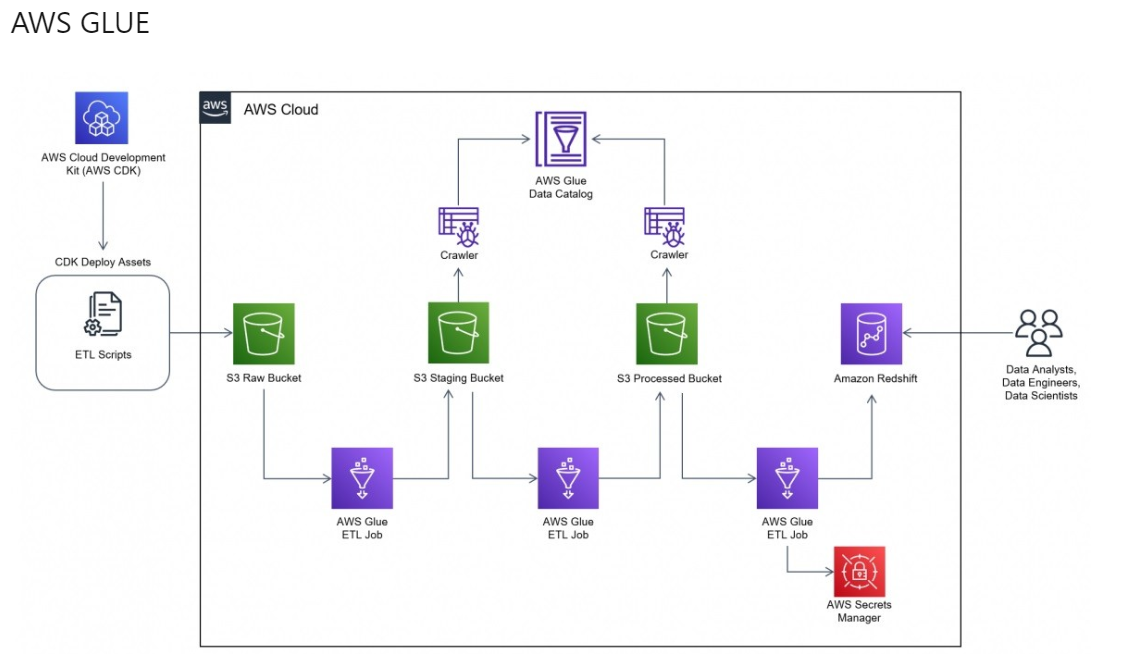 AWS GLUE
aws
AWS Cloud
AWS Cloud Development
Kit (AWS CDK)
AWS Glue
Data Catalog
Crawler
Crawler
CDK Deploy Assets
ETL Scripts
S3 Raw Bucket
S3 Staging Bucket
S3 Processed Bucket
Amazon Redshift
Data Analysts,
Data Engineers,
Data Scientists
AWS Glue
ETL Job
AWS Glue
ETL Job
AWS Glue
ETL Job
AWS Secrets
Manager